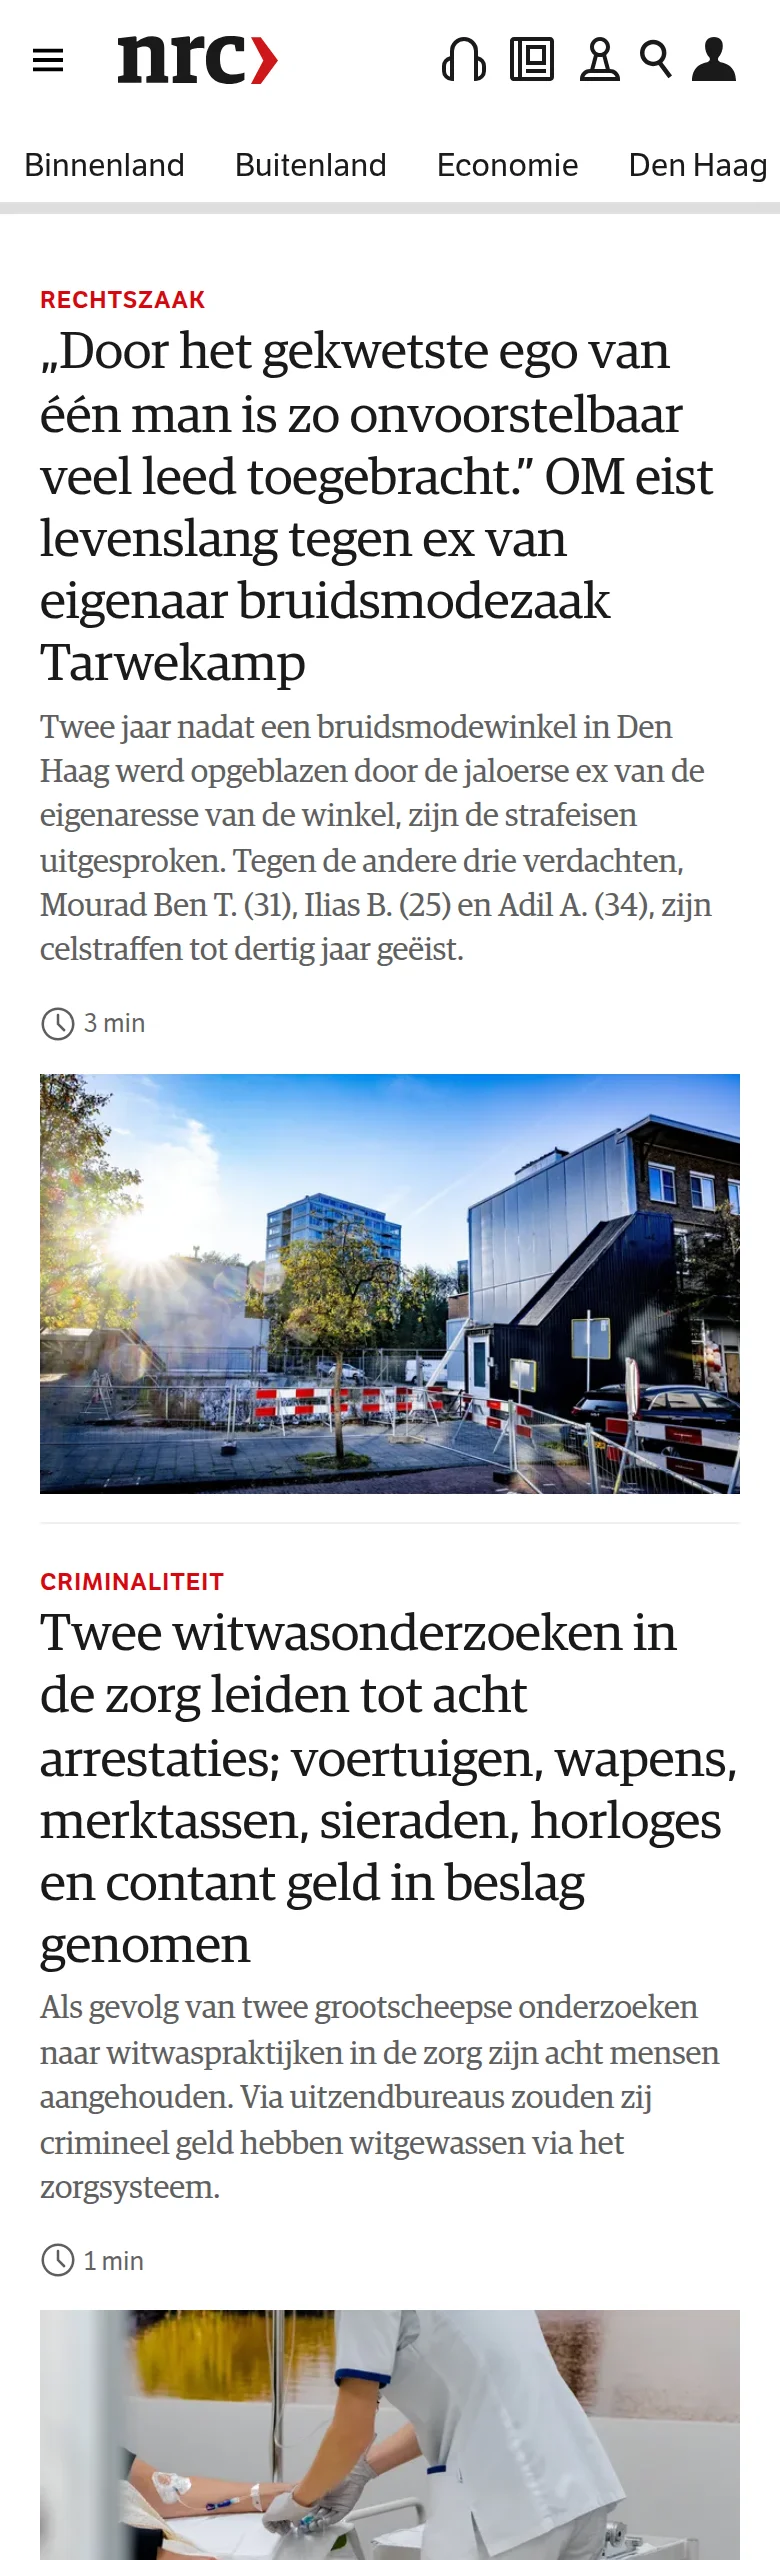 nrc
Binnenland Buitenland Economie Den Haag
RECHTSZAAK
„Door het gekwetste ego van
één man is zo onvoorstelbaar
veel leed toegebracht.” OM eist
levenslang tegen ex van
eigenaar bruidsmodezaak
Tarwekamp
Twee jaar nadat een bruidsmodewinkel in Den
Haag werd opgeblazen door de jaloerse ex van de
eigenaresse van de winkel, zijn de strafeisen
uitgesproken. Tegen de andere drie verdachten,
Mourad Ben T. (31), Ilias B. (25) en Adil A. (34), zijn
celstraffen tot dertig jaar geëist.
3 min
CRIMINALITEIT
Twee witwasonderzoeken in
de zorg leiden tot acht
arrestaties; voertuigen, wapens,
merktassen, sieraden, horloges
en contant geld in beslag
genomen
Als gevolg van twee grootscheepse onderzoeken
naar witwaspraktijken in de zorg zijn acht mensen
aangehouden. Via uitzendbureaus zouden zij
crimineel geld hebben witgewassen via het
zorgsysteem.
1 min